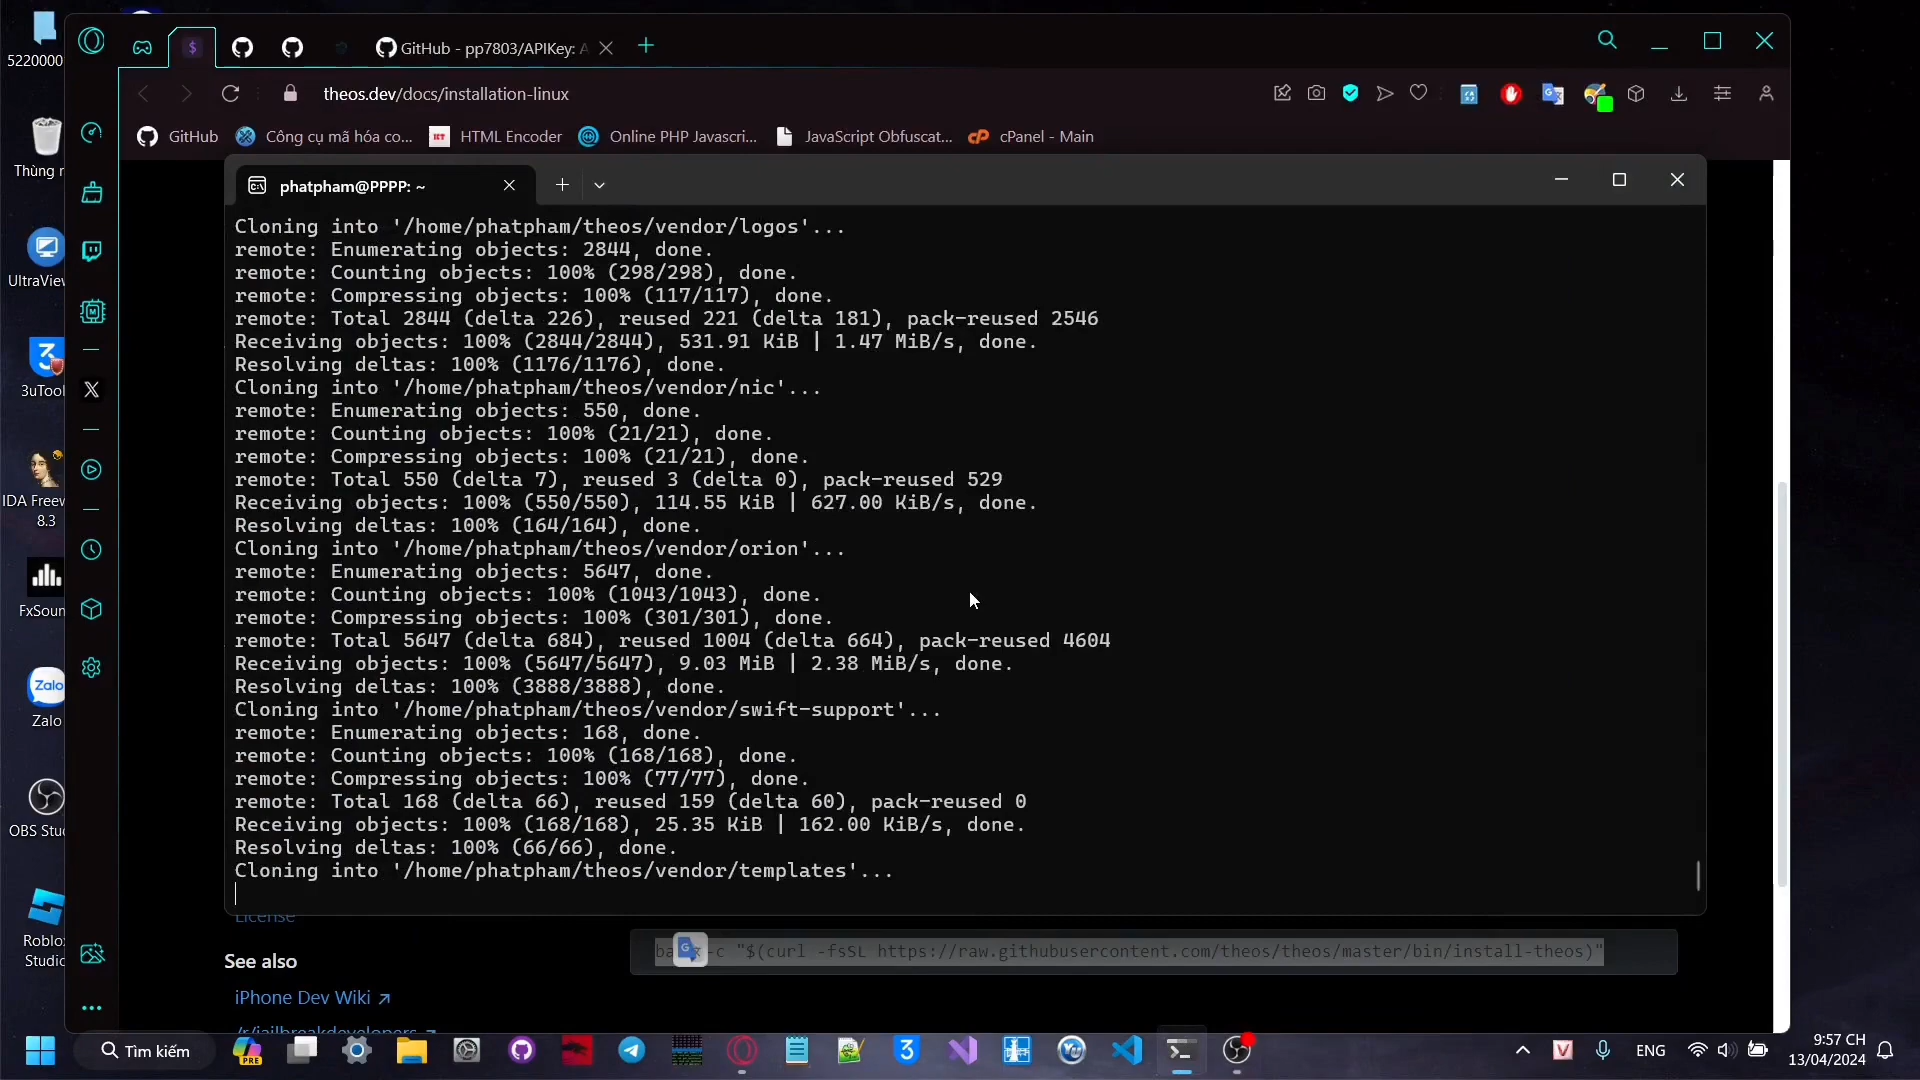 5220000
Thùng r
UltraView
3uTool
IDA Freew
8.3
FxSoun
Zalo
Zalo
OBS Stud
Roblox
Studio
GitHub - pp7803/APIKey: A
theos.dev/docs/installation-linux
GitHub
Công cụ mã hóa co...
HTML Encoder
Online PHP Javascri...
JavaScript Obfuscat...
cPanel - Main
phatpham@PPPP: ~
Cloning into '/home/phatpham/theos/vendor/logos'...
remote: Enumerating objects: 2844, done.
remote: Counting objects: 100% (298/298), done.
remote: Compressing objects: 100% (117/117), done.
remote: Total 2844 (delta 226), reused 221 (delta 181), pack-reused 2546
Receiving objects: 100% (2844/2844), 531.91 KiB | 1.47 MiB/s, done.
Resolving deltas: 100% (1176/1176), done.
Cloning into '/home/phatpham/theos/vendor/nic'...
remote: Enumerating objects: 550, done.
remote: Counting objects: 100% (21/21), done.
remote: Compressing objects: 100% (21/21), done.
remote: Total 550 (delta 7), reused 3 (delta 0), pack-reused 529
Receiving objects: 100% (550/550), 114.55 KiB | 627.00 KiB/s, done.
Resolving deltas: 100% (164/164), done.
Cloning into '/home/phatpham/theos/vendor/orion'...
remote: Enumerating objects: 5647, done.
remote: Counting objects: 100% (1043/1043), done.
remote: Compressing objects: 100% (301/301), done.
remote: Total 5647 (delta 684), reused 1004 (delta 664), pack-reused 4604
Receiving objects: 100% (5647/5647), 9.03 MiB | 2.38 MiB/s, done.
Resolving deltas: 100% (3888/3888), done.
Cloning into '/home/phatpham/theos/vendor/swift-support'...
remote: Enumerating objects: 168, done.
remote: Counting objects: 100% (168/168), done.
remote: Compressing objects: 100% (77/77), done.
remote: Total 168 (delta 66), reused 159 (delta 60), pack-reused 0
Receiving objects: 100% (168/168), 25.35 KiB | 162.00 KiB/s, done.
Resolving deltas: 100% (66/66), done.
Cloning into '/home/phatpham/theos/vendor/templates'...
License
-c "$(curl -fsSL https://raw.githubusercontent.com/theos/theos/master/bin/install-theos)"
See also
iPhone Dev Wiki ↗
/r/jailbreakdevelopers ↗
Tìm kiếm
PRE
ENG
9:57 CH
13/04/2024